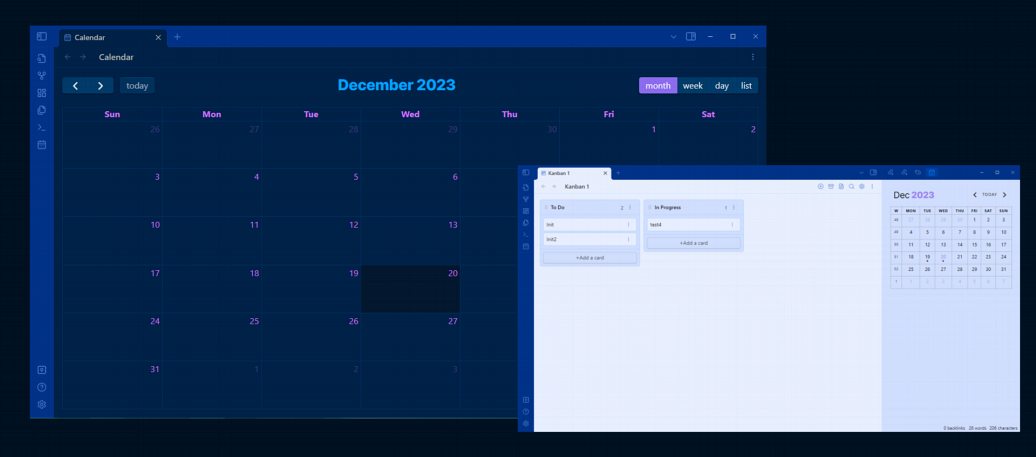 Calendar
Calendar
today
December 2023
month week day list
Sun Mon Tue Wed Thu Fri Sat
26 27 28 29 30 1 2
3 4 5 6
10 11 12 13
17 18 19 20
24 25 26 27
31 1 2 3
Kanban 1
Kanban 1
To Do 2
init
init2
+Add a card
In Progress 1
test4
+Add a card
Dec 2023
TODAY
W MON TUE WED THU FRI SAT SUN
48 27 28 29 30 1 2 3
49 4 5 6 7 8 9 10
50 11 12 13 14 15 16 17
51 18 19 20 21 22 23 24
52 25 26 27 28 29 30 31
1 1 2 3 4 5 6 7
0 backlinks